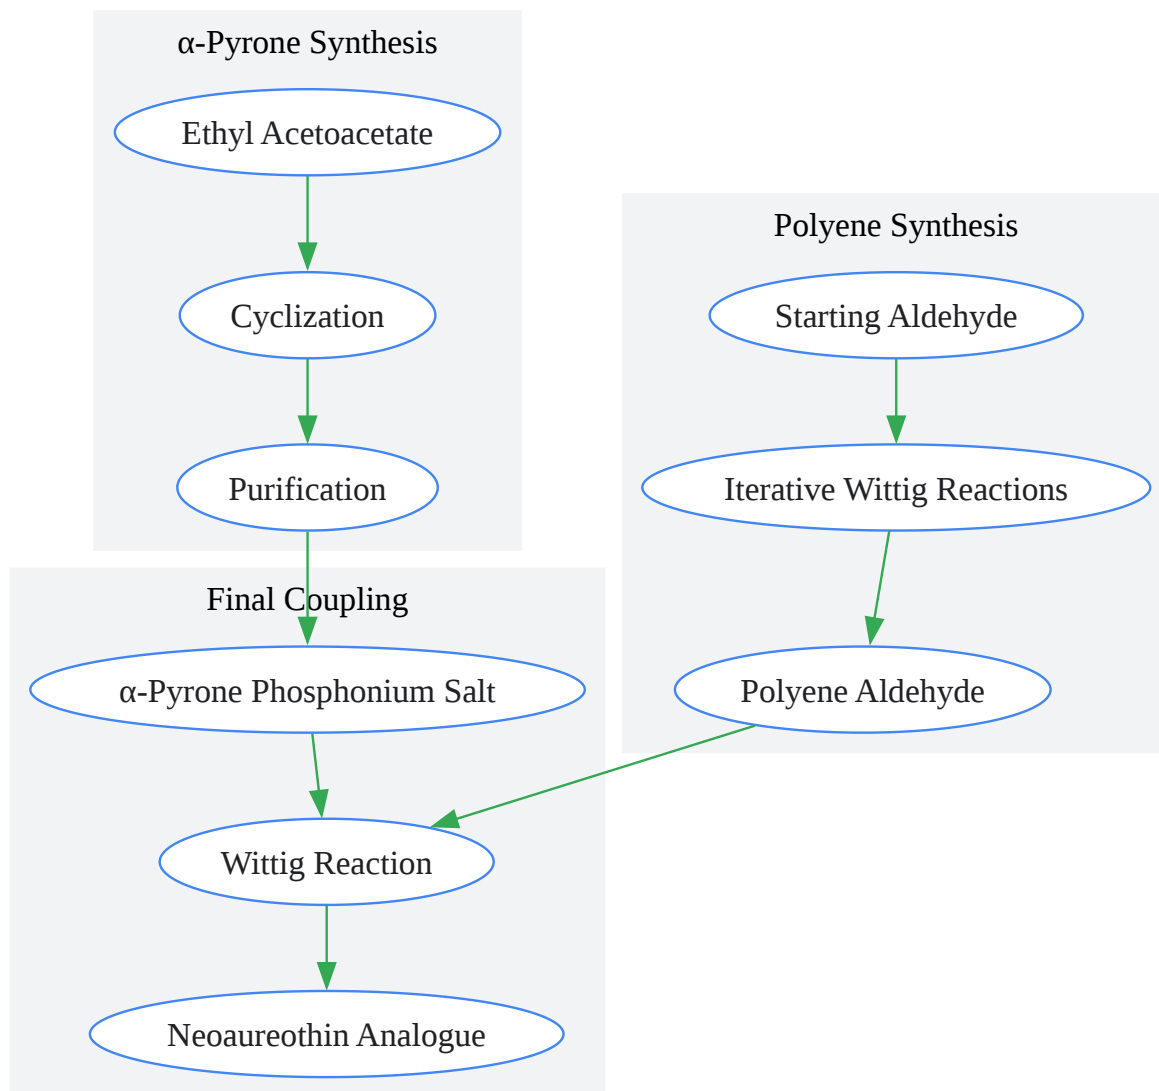 α-Pyrone Synthesis
Ethyl Acetoacetate
Cyclization
Purification
Polyene Synthesis
Starting Aldehyde
Iterative Wittig Reactions
Polyene Aldehyde
Final Coupling
α-Pyrone Phosphonium Salt
Wittig Reaction
Neoaureothin Analogue